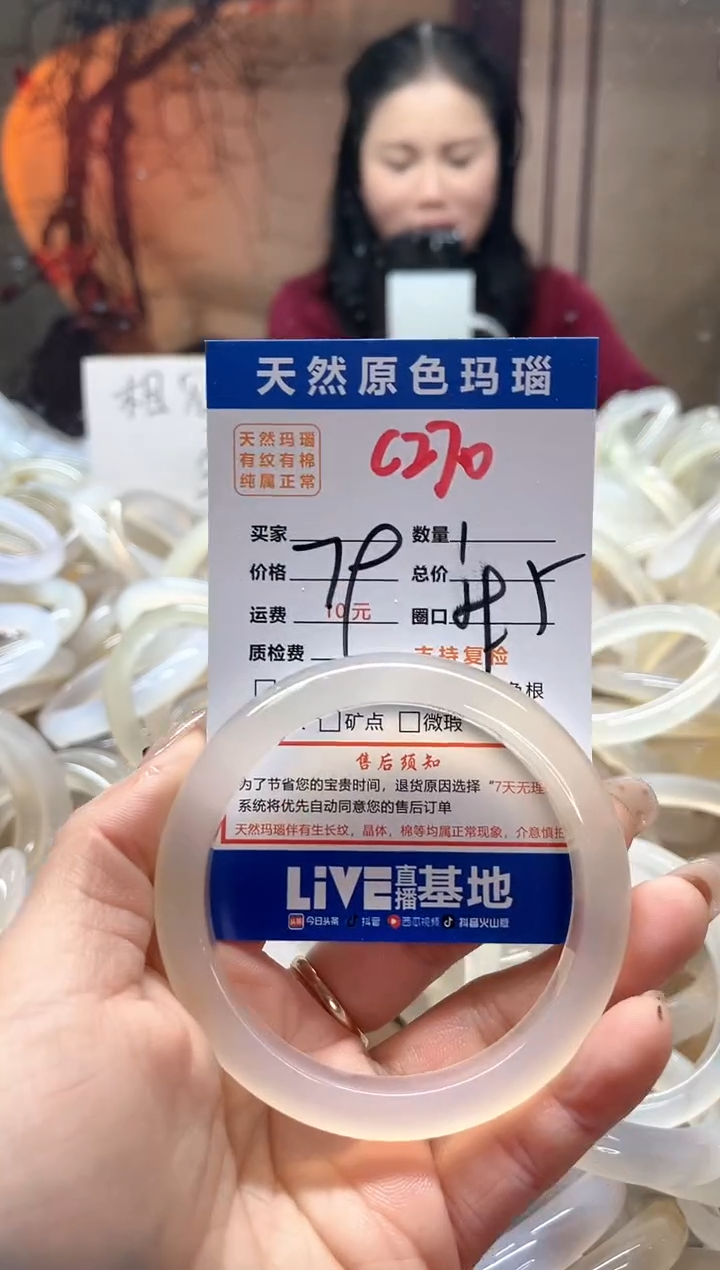 天然原色玛瑙
天然玛瑙
有纹有棉
纯属正常
C270
买家 数量 1
价格 79 总价
运费 10元 圈口
质检费 支持复检
色根
矿点 微瑕
售后须知
为了节省您的宝贵时间，退货原因选择“7天无理
系统将优先自动同意您的售后订单
天然玛瑙伴有生长纹，晶体，棉等均属正常现象，介意慎拍
LiVE直播基地
头条 今日头条 抖音 西瓜视频 抖音火山版